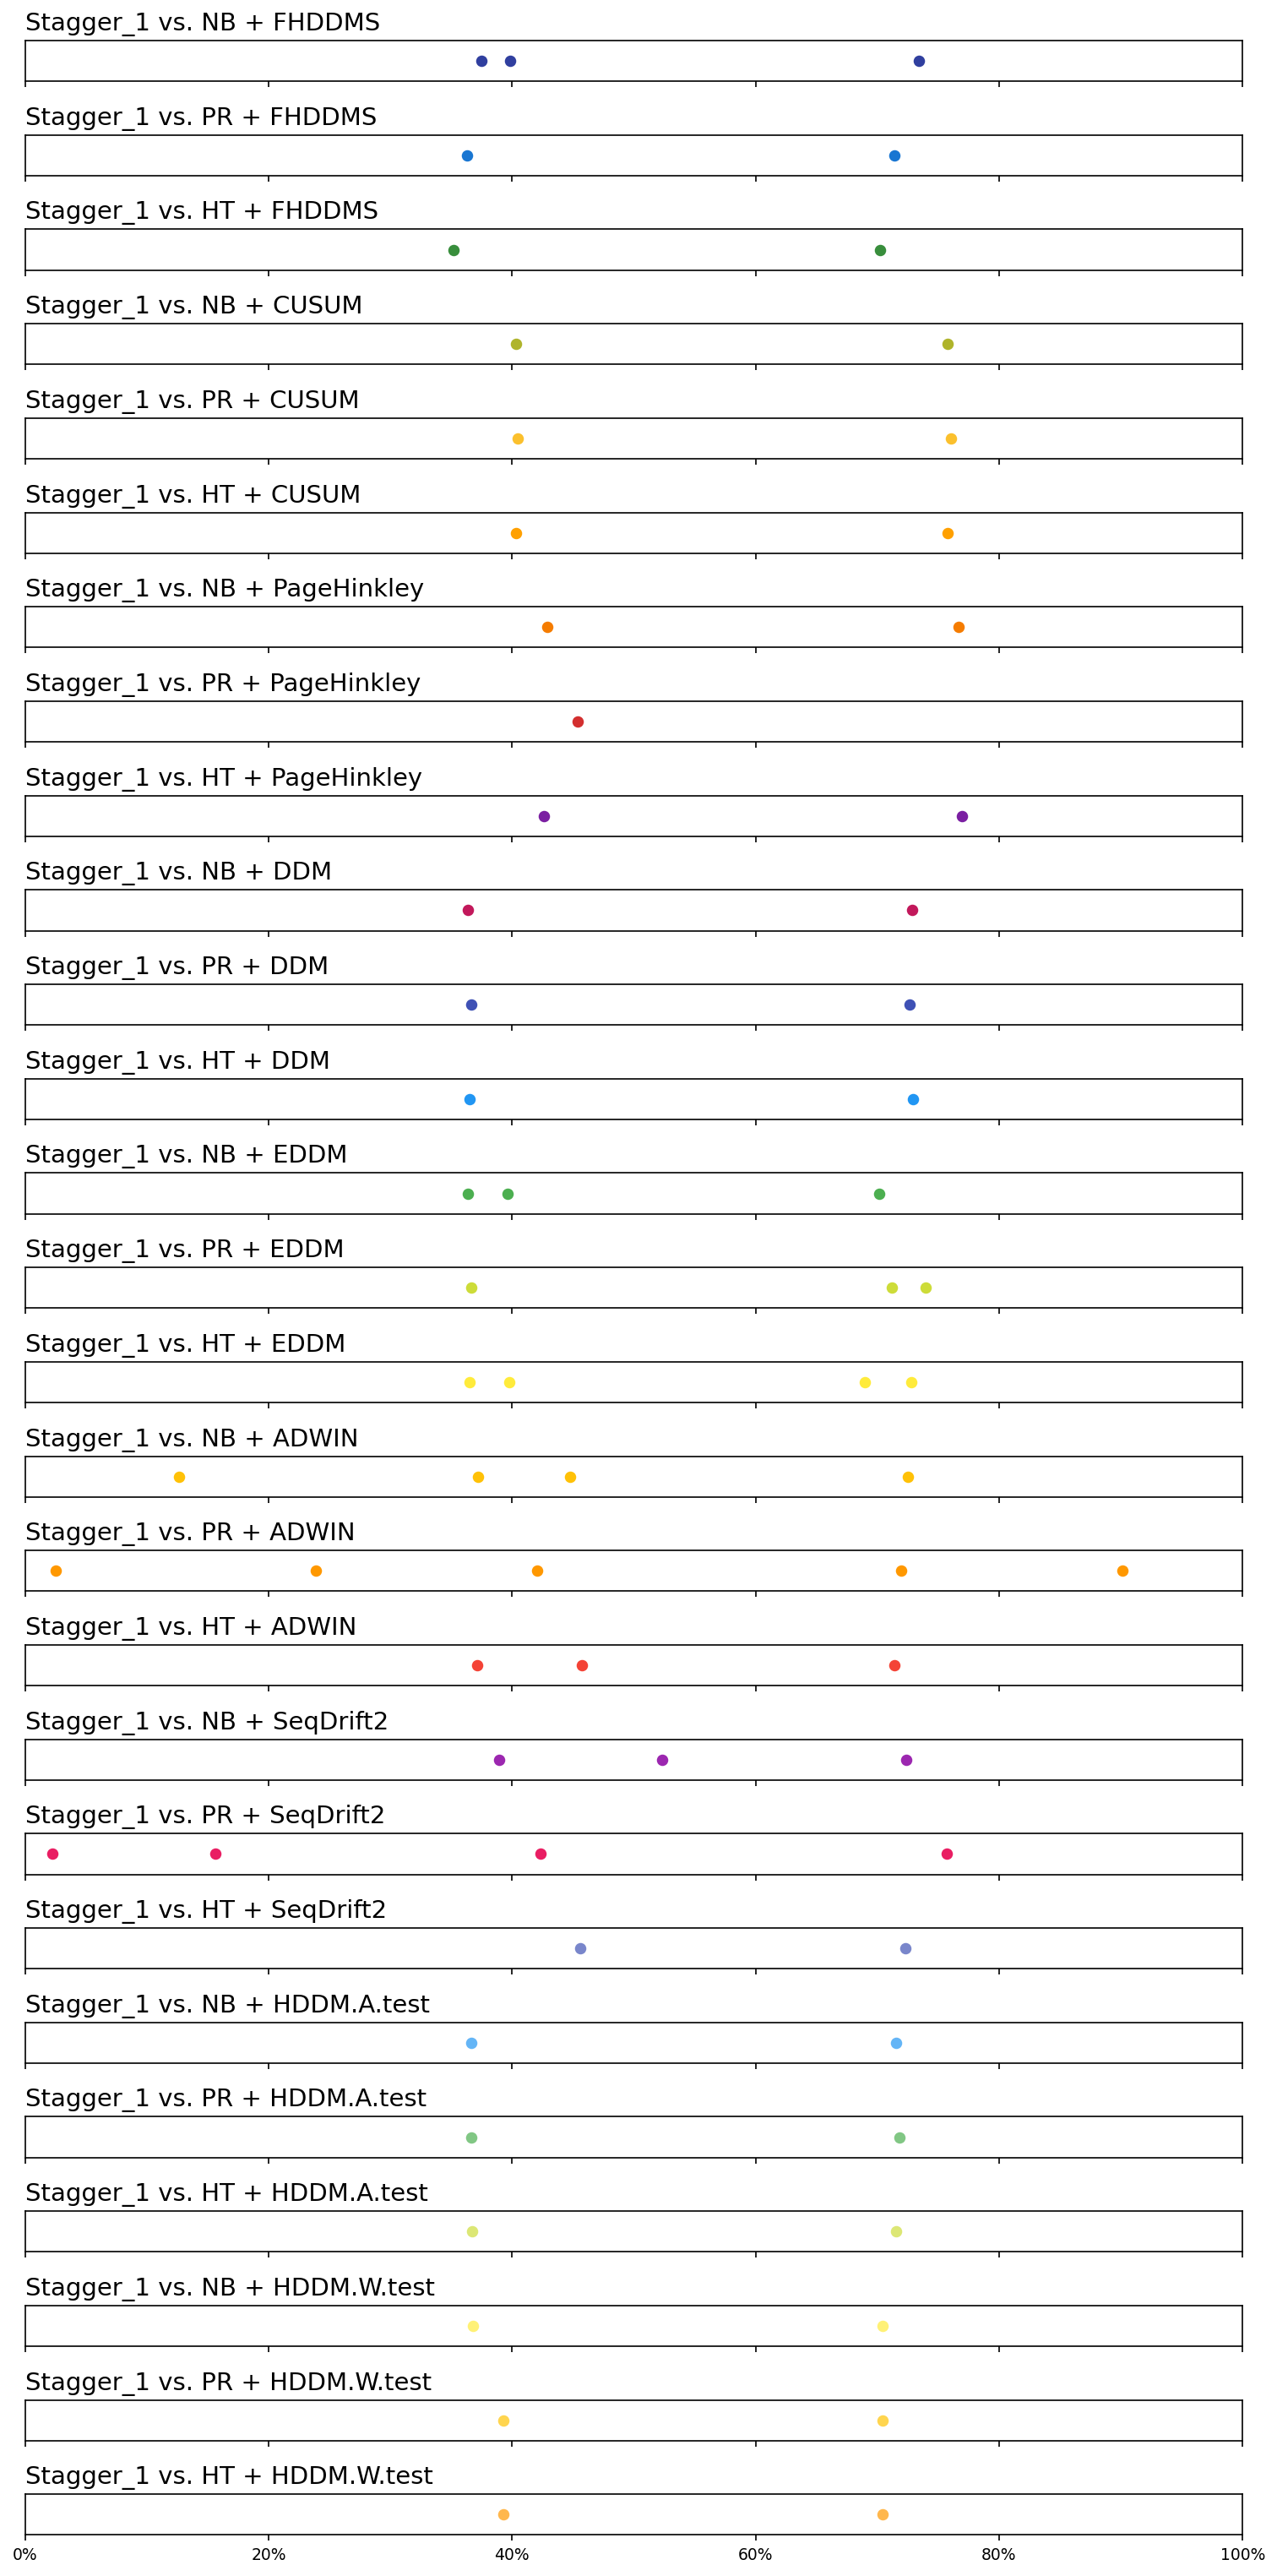 Stagger_1 vs. NB + FHDDMS
Stagger_1 vs. PR + FHDDMS
Stagger_1 vs. HT + FHDDMS
Stagger_1 vs. NB + CUSUM
Stagger_1 vs. PR + CUSUM
Stagger_1 vs. HT + CUSUM
Stagger_1 vs. NB + PageHinkley
Stagger_1 vs. PR + PageHinkley
Stagger_1 vs. HT + PageHinkley
Stagger_1 vs. NB + DDM
Stagger_1 vs. PR + DDM
Stagger_1 vs. HT + DDM
Stagger_1 vs. NB + EDDM
Stagger_1 vs. PR + EDDM
Stagger_1 vs. HT + EDDM
Stagger_1 vs. NB + ADWIN
Stagger_1 vs. PR + ADWIN
Stagger_1 vs. HT + ADWIN
Stagger_1 vs. NB + SeqDrift2
Stagger_1 vs. PR + SeqDrift2
Stagger_1 vs. HT + SeqDrift2
Stagger_1 vs. NB + HDDM.A.test
Stagger_1 vs. PR + HDDM.A.test
Stagger_1 vs. HT + HDDM.A.test
Stagger_1 vs. NB + HDDM.W.test
Stagger_1 vs. PR + HDDM.W.test
Stagger_1 vs. HT + HDDM.W.test
0% 20% 40% 60% 80% 100%